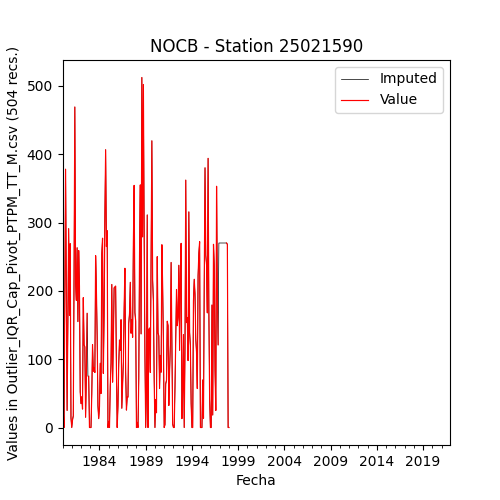 NOCB - Station 25021590
Values in Outlier_IQR_Cap_Pivot_PTPM_TT_M.csv (504 recs.)
500
400
300
200
100
0
Imputed
Value
1984 1989 1994 1999 2004 2009 2014 2019
Fecha